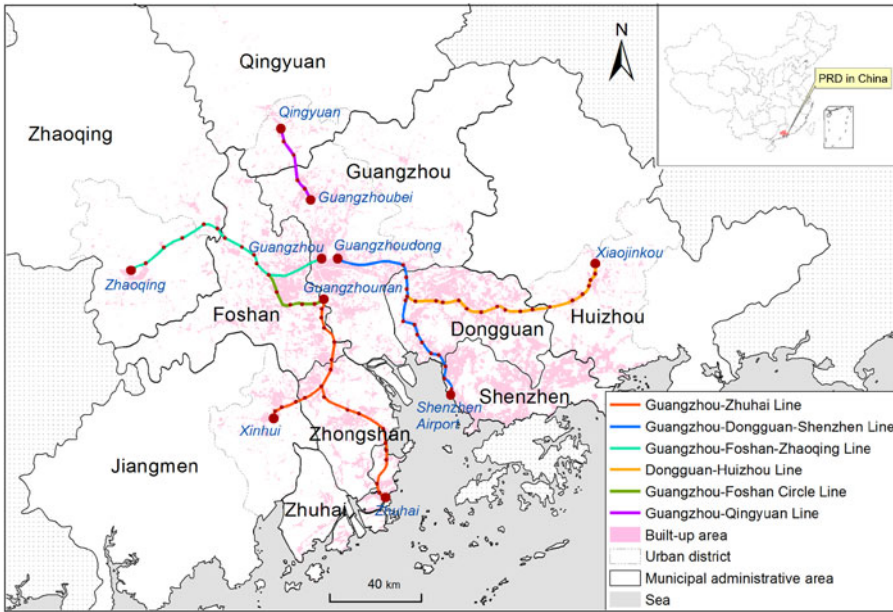 Qingyuan
N
PRD in China
Zhaoqing
Qingyuan
Guangzhou
Guangzhoubei
Guangzhou
Guangzhoudong
Xiaojinkou
Zhaoqing
Guangzhounan
Foshan
Dongguan
Huizhou
Shenzhen
Shenzhen
Airport
Xinhui
Zhongshan
Jiangmen
Zhuhai
Zhuhai
40 km
Guangzhou-Zhuhai Line
Guangzhou-Dongguan-Shenzhen Line
Guangzhou-Foshan-Zhaoqing Line
Dongguan-Huizhou Line
Guangzhou-Foshan Circle Line
Guangzhou-Qingyuan Line
Built-up area
Urban district
Municipal administrative area
Sea